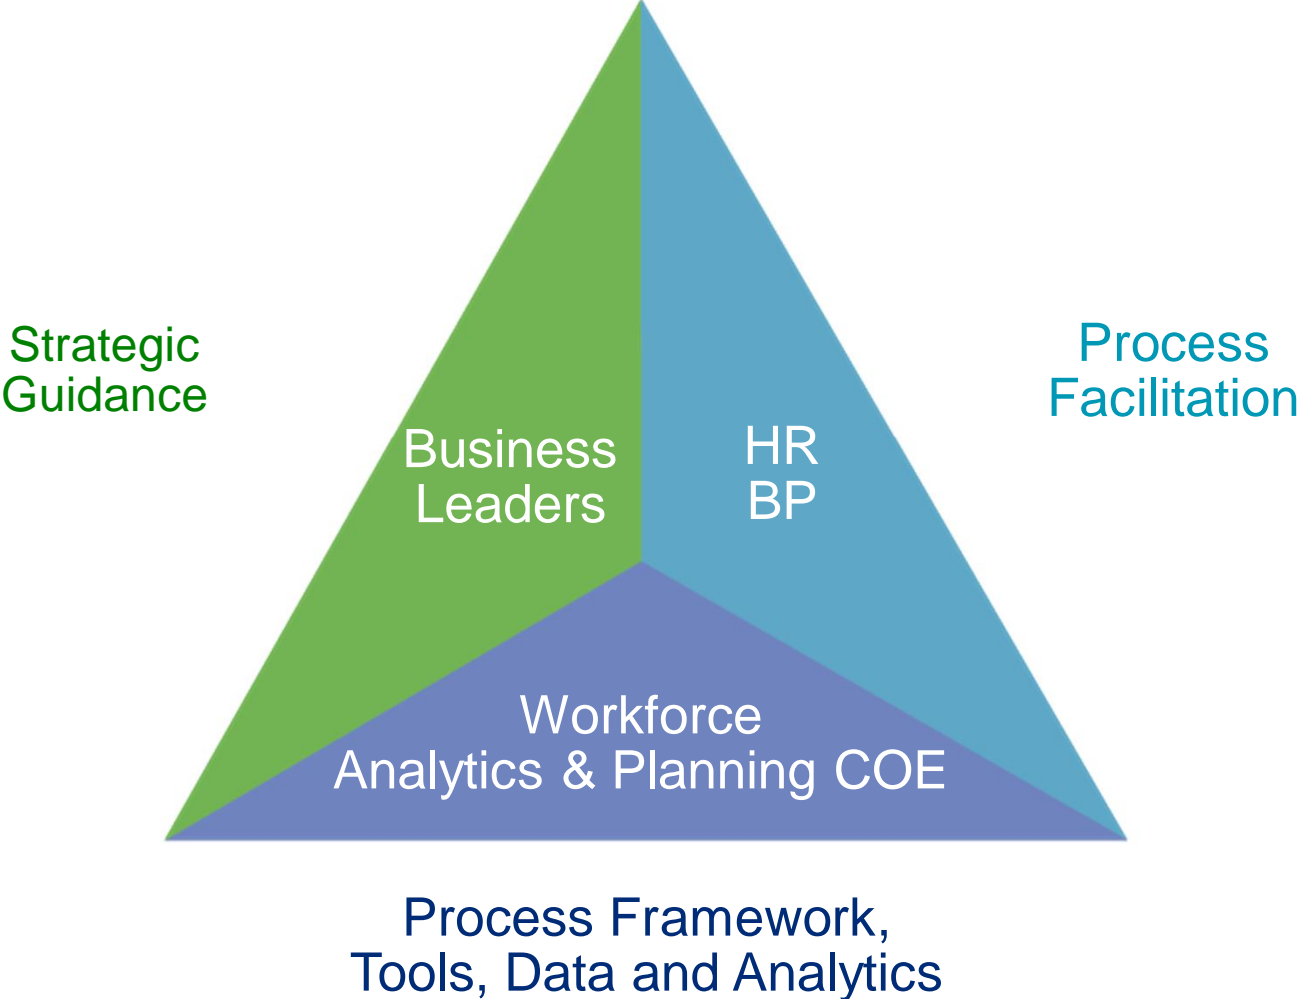 Strategic
Guidance
Process
Facilitation
Business
Leaders
HR
BP
Workforce
Analytics & Planning COE
Process Framework,
Tools, Data and Analytics